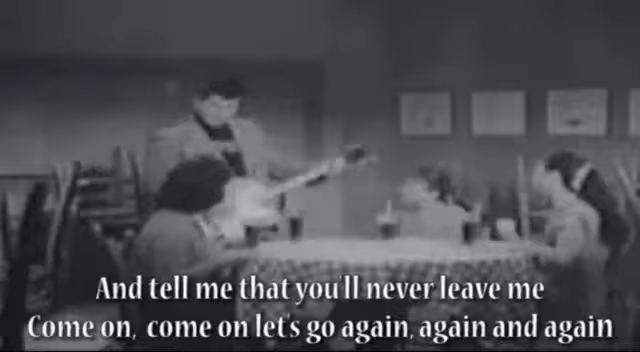 And tell me that you'll never leave me
Come on, come on let's go again, again and again